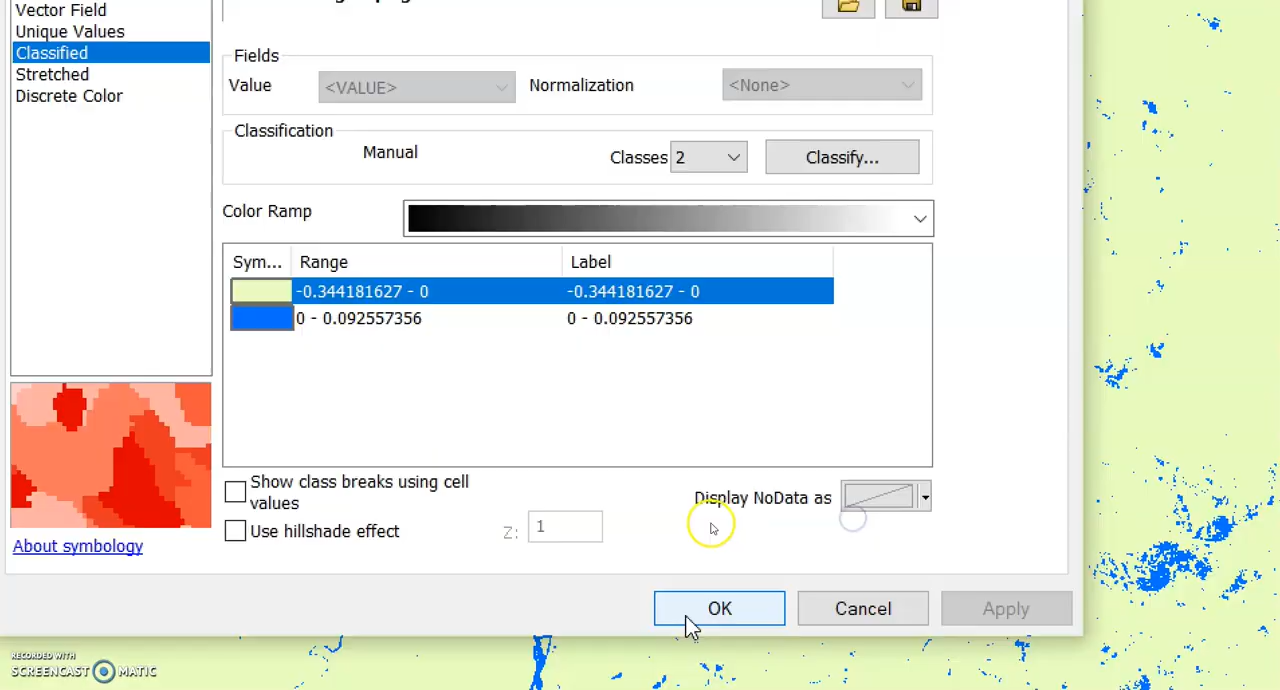 Vector Field
Unique Values
Classified
Stretched
Discrete Color
About symbology
Fields
Value <VALUE> Normalization <None>
Classification
Manual Classes 2 Classify...
Color Ramp
Sym... Range Label
-0.344181627 - 0 -0.344181627 - 0
0 - 0.092557356 0 - 0.092557356
Show class breaks using cell
values
Display NoData as
Use hillshade effect Z: 1
OK Cancel Apply
RECORDED WITH
SCREENCAST MATIC